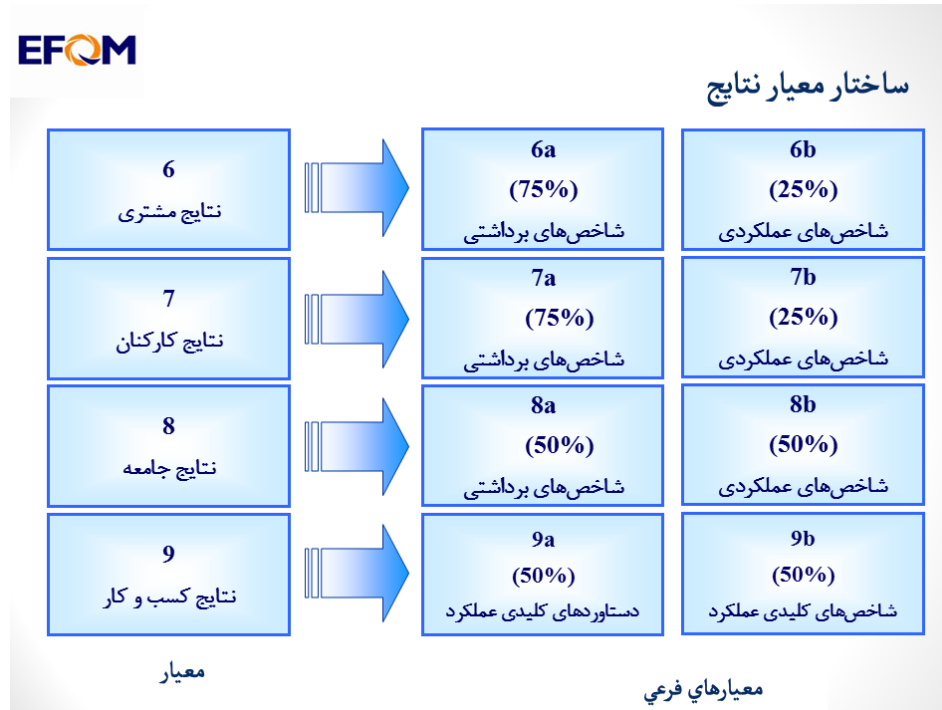 EFQM
ساختار معیار نتایج
6
نتایج مشتری
6a
(75%)
شاخص‌های برداشتی
6b
(25%)
شاخص‌های عملکردی
7
نتایج کارکنان
7a
(75%)
شاخص‌های برداشتی
7b
(25%)
شاخص‌های عملکردی
8
نتایج جامعه
8a
(50%)
شاخص‌های برداشتی
8b
(50%)
شاخص‌های عملکردی
9
نتایج کسب و کار
9a
(50%)
دستاوردهای کلیدی عملکرد
9b
(50%)
شاخص‌های کلیدی عملکرد
معیار
معیارهاي فرعي